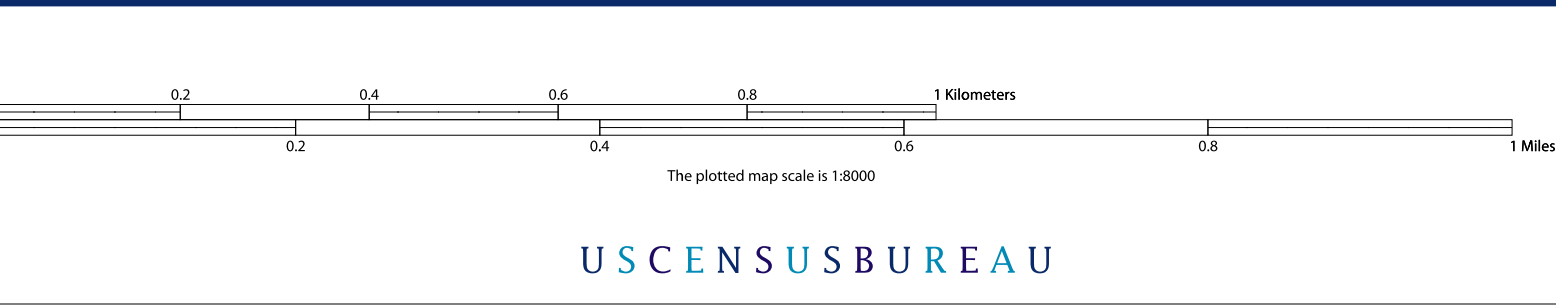 0.2 0.4 0.6 0.8 1 Kilometers
0.2 0.4 0.6 0.8 1 Miles
The plotted map scale is 1:8000
USCENSUSBUREAU